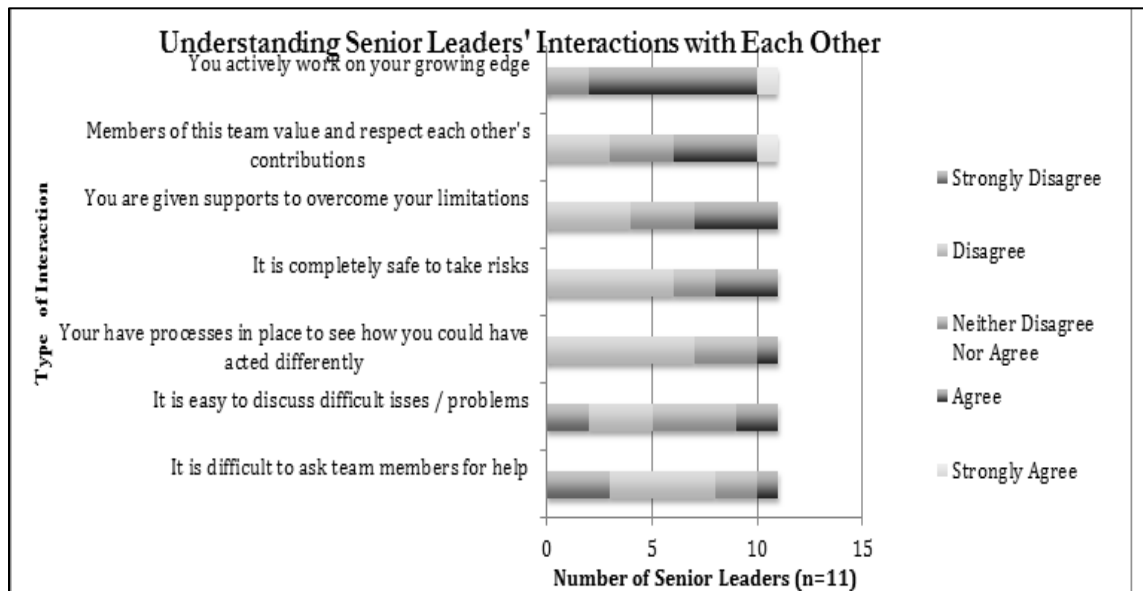 Understanding Senior Leaders' Interactions with Each Other
You actively work on your growing edge
Members of this team value and respect each other's
contributions
You are given supports to overcome your limitations
It is completely safe to take risks
Your have processes in place to see how you could have
acted differently
It is easy to discuss difficult isses / problems
It is difficult to ask team members for help
Type of Interaction
0 5 10 15
Number of Senior Leaders (n=11)
Strongly Disagree
Disagree
Neither Disagree
Nor Agree
Agree
Strongly Agree